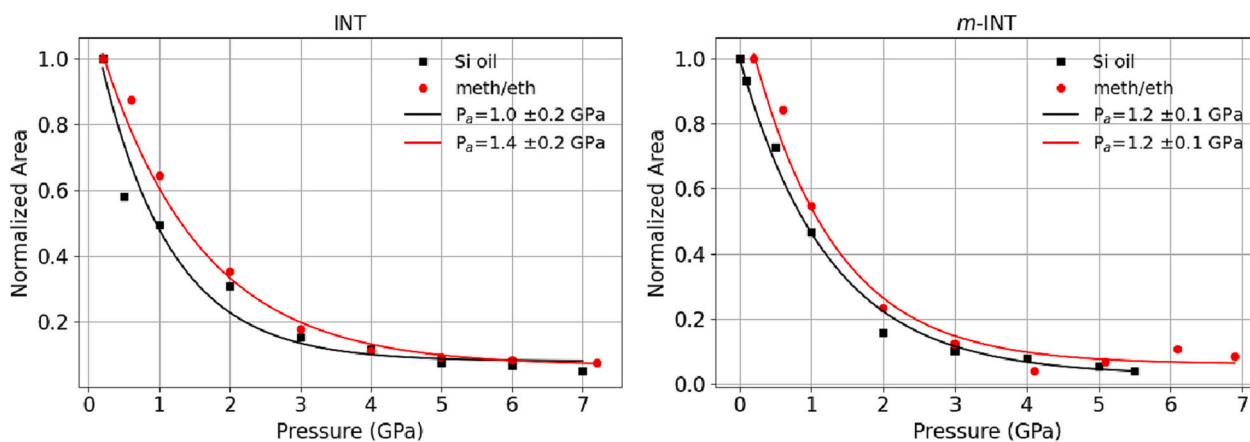 INT
Normalized Area
1.0
0.8
0.6
0.4
0.2
Si oil
meth/eth
Pₐ=1.0 ±0.2 GPa
Pₐ=1.4 ±0.2 GPa
0 1 2 3 4 5 6 7
Pressure (GPa)
m-INT
Normalized Area
1.0
0.8
0.6
0.4
0.2
0.0
Si oil
meth/eth
Pₐ=1.2 ±0.1 GPa
Pₐ=1.2 ±0.1 GPa
0 1 2 3 4 5 6 7
Pressure (GPa)